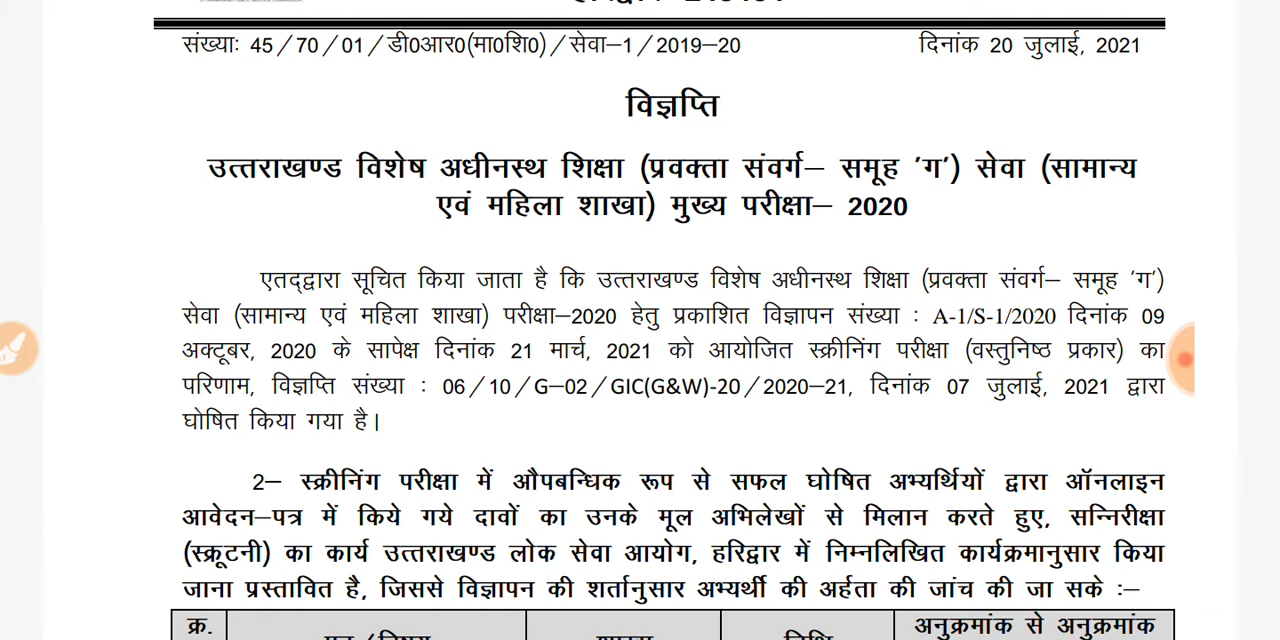 संख्याः 45/70/01/डी0आर0(मा0शि0)/सेवा–1/2019–20 दिनांक 20 जुलाई, 2021
विज्ञप्ति
उत्तराखण्ड विशेष अधीनस्थ शिक्षा (प्रवक्ता संवर्ग– समूह 'ग') सेवा (सामान्य
एवं महिला शाखा) मुख्य परीक्षा– 2020
एतद्द्वारा सूचित किया जाता है कि उत्तराखण्ड विशेष अधीनस्थ शिक्षा (प्रवक्ता संवर्ग– समूह 'ग')
सेवा (सामान्य एवं महिला शाखा) परीक्षा–2020 हेतु प्रकाशित विज्ञापन संख्या : A-1/S-1/2020 दिनांक 09
अक्टूबर, 2020 के सापेक्ष दिनांक 21 मार्च, 2021 को आयोजित स्क्रीनिंग परीक्षा (वस्तुनिष्ठ प्रकार) का
परिणाम, विज्ञप्ति संख्या : 06/10/G–02/GIC(G&W)-20/2020–21, दिनांक 07 जुलाई, 2021 द्वारा
घोषित किया गया है।
2– स्क्रीनिंग परीक्षा में औपबन्धिक रूप से सफल घोषित अभ्यर्थियों द्वारा ऑनलाइन
आवेदन–पत्र में किये गये दावों का उनके मूल अभिलेखों से मिलान करते हुए, सन्निरीक्षा
(स्क्रूटनी) का कार्य उत्तराखण्ड लोक सेवा आयोग, हरिद्वार में निम्नलिखित कार्यक्रमानुसार किया
जाना प्रस्तावित है, जिससे विज्ञापन की शर्तानुसार अभ्यर्थी की अर्हता की जांच की जा सके :–
क्र. अनुक्रमांक से अनुक्रमांक